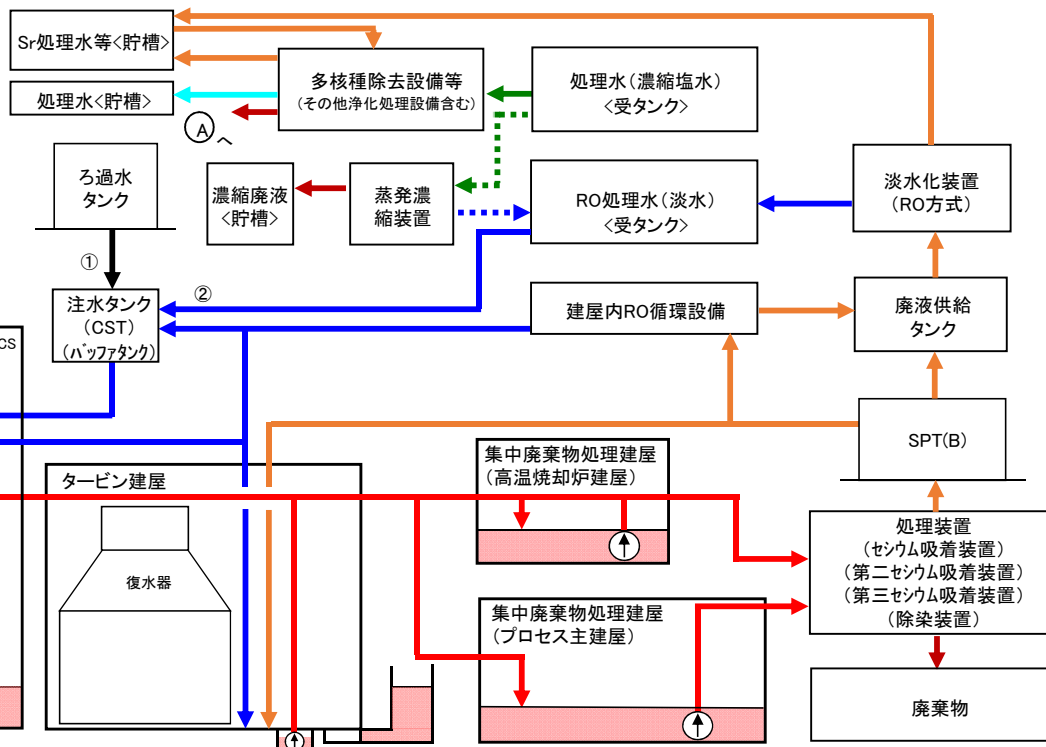 Sr処理水等<貯槽>
多核種除去設備等
(その他浄化処理設備含む)
処理水(濃縮塩水)
<受タンク>
処理水<貯槽>
A へ
ろ過水
タンク
濃縮廃液
<貯槽>
蒸発濃
縮装置
RO処理水(淡水)
<受タンク>
淡水化装置
(RO方式)
①
②
注水タンク
(CST)
(バッファタンク)
建屋内RO循環設備
廃液供給
タンク
CS
SPT(B)
タービン建屋
集中廃棄物処理建屋
(高温焼却炉建屋)
復水器
処理装置
(セシウム吸着装置)
(第二セシウム吸着装置)
(第三セシウム吸着装置)
(除染装置)
集中廃棄物処理建屋
(プロセス主建屋)
廃棄物